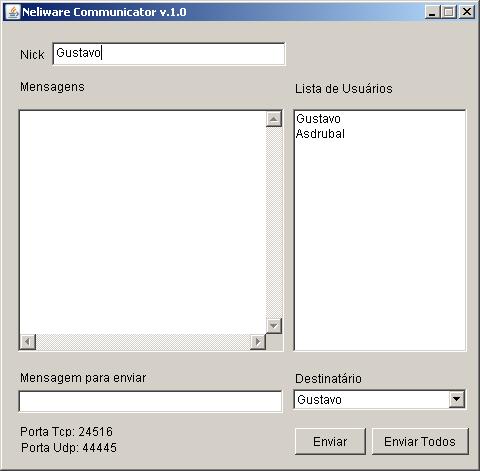 Neliware Communicator v.1.0
Nick Gustavo
Mensagens
Lista de Usuários
Gustavo
Asdrubal
Mensagem para enviar
Destinatário
Gustavo
Porta Tcp: 24516
Porta Udp: 44445
Enviar
Enviar Todos